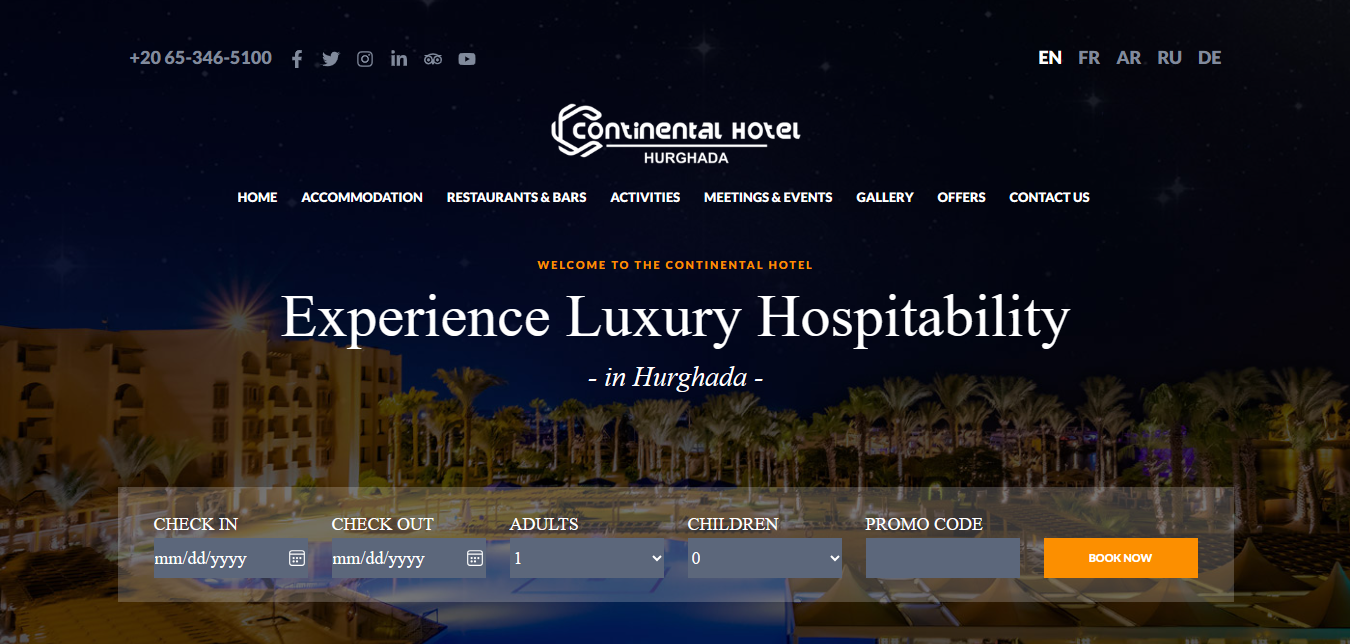 +20 65-346-5100
EN FR AR RU DE
Continental Hotel
HURGHADA
HOME ACCOMMODATION RESTAURANTS & BARS ACTIVITIES MEETINGS & EVENTS GALLERY OFFERS CONTACT US
WELCOME TO THE CONTINENTAL HOTEL
Experience Luxury Hospitability
- in Hurghada -
CHECK IN CHECK OUT ADULTS CHILDREN PROMO CODE
mm/dd/yyyy mm/dd/yyyy 1 0 BOOK NOW